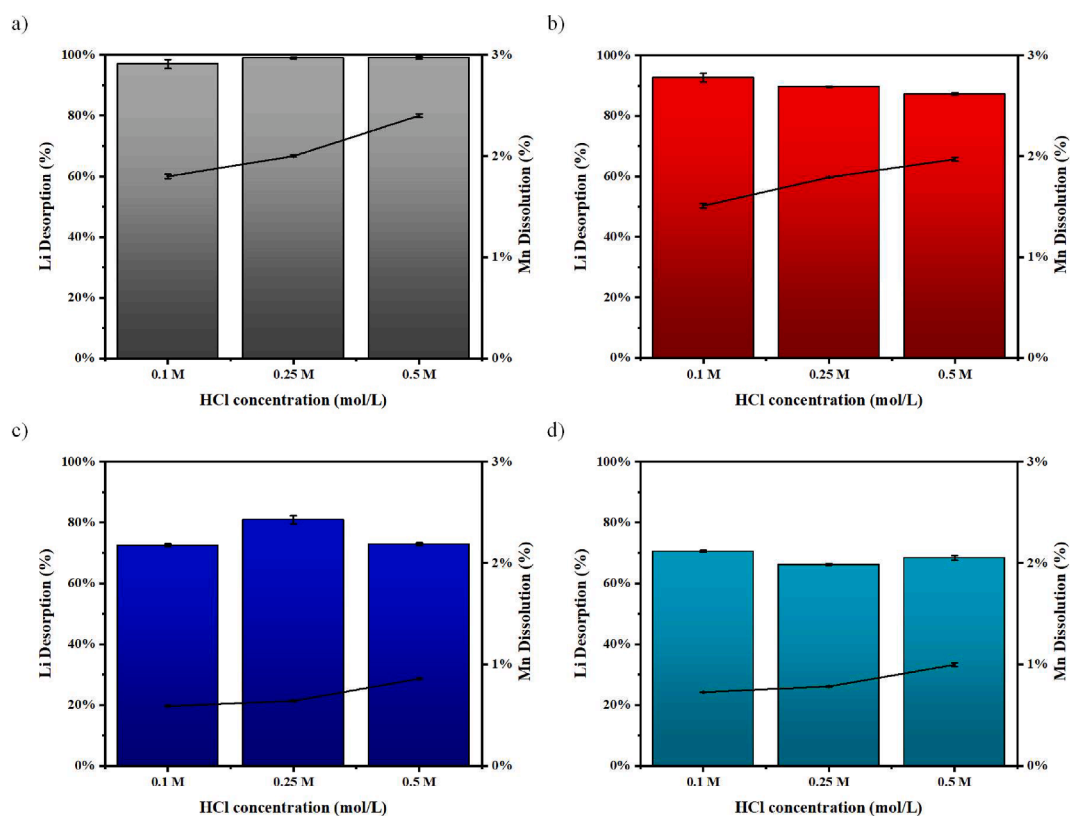 a)
100%
80%
60%
40%
20%
0%
Li Desorption (%)
3%
2%
1%
0%
Mn Dissolution (%)
0.1 M
0.25 M
0.5 M
HCl concentration (mol/L)
b)
100%
80%
60%
40%
20%
0%
Li Desorption (%)
3%
2%
1%
0%
Mn Dissolution (%)
0.1 M
0.25 M
0.5 M
HCl concentration (mol/L)
c)
100%
80%
60%
40%
20%
0%
Li Desorption (%)
3%
2%
1%
0%
Mn Dissolution (%)
0.1 M
0.25 M
0.5 M
HCl concentration (mol/L)
d)
100%
80%
60%
40%
20%
0%
Li Desorption (%)
3%
2%
1%
0%
Mn Dissolution (%)
0.1 M
0.25 M
0.5 M
HCl concentration (mol/L)